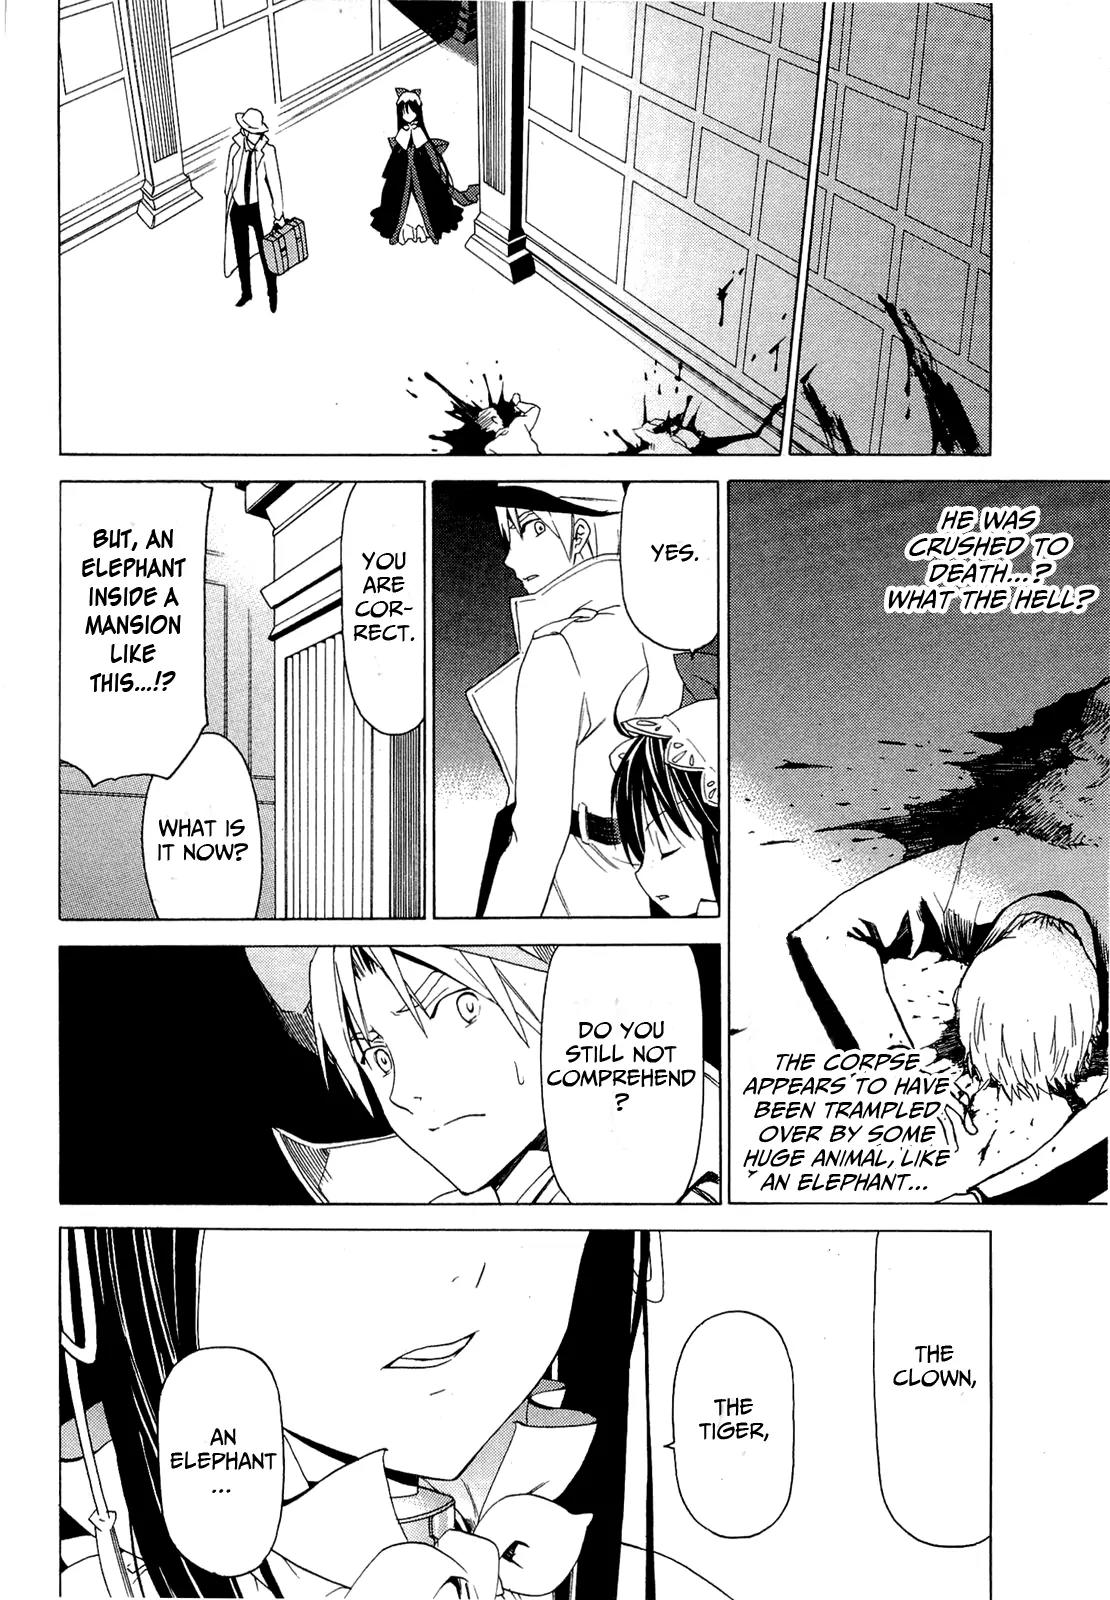 HE WAS
CRUSHED TO
DEATH...?
WHAT THE HELL?
THE CORPSE
APPEARS TO HAVE
BEEN TRAMPLED
OVER BY SOME
HUGE ANIMAL, LIKE
AN ELEPHANT...
YES.
YOU
ARE
COR-
RECT.
BUT, AN
ELEPHANT
INSIDE A
MANSION
LIKE
THIS...!?
WHAT IS
IT NOW?
DO YOU
STILL NOT
COMPREHEND
?
THE
CLOWN,
THE
TIGER,
AN
ELEPHANT
...